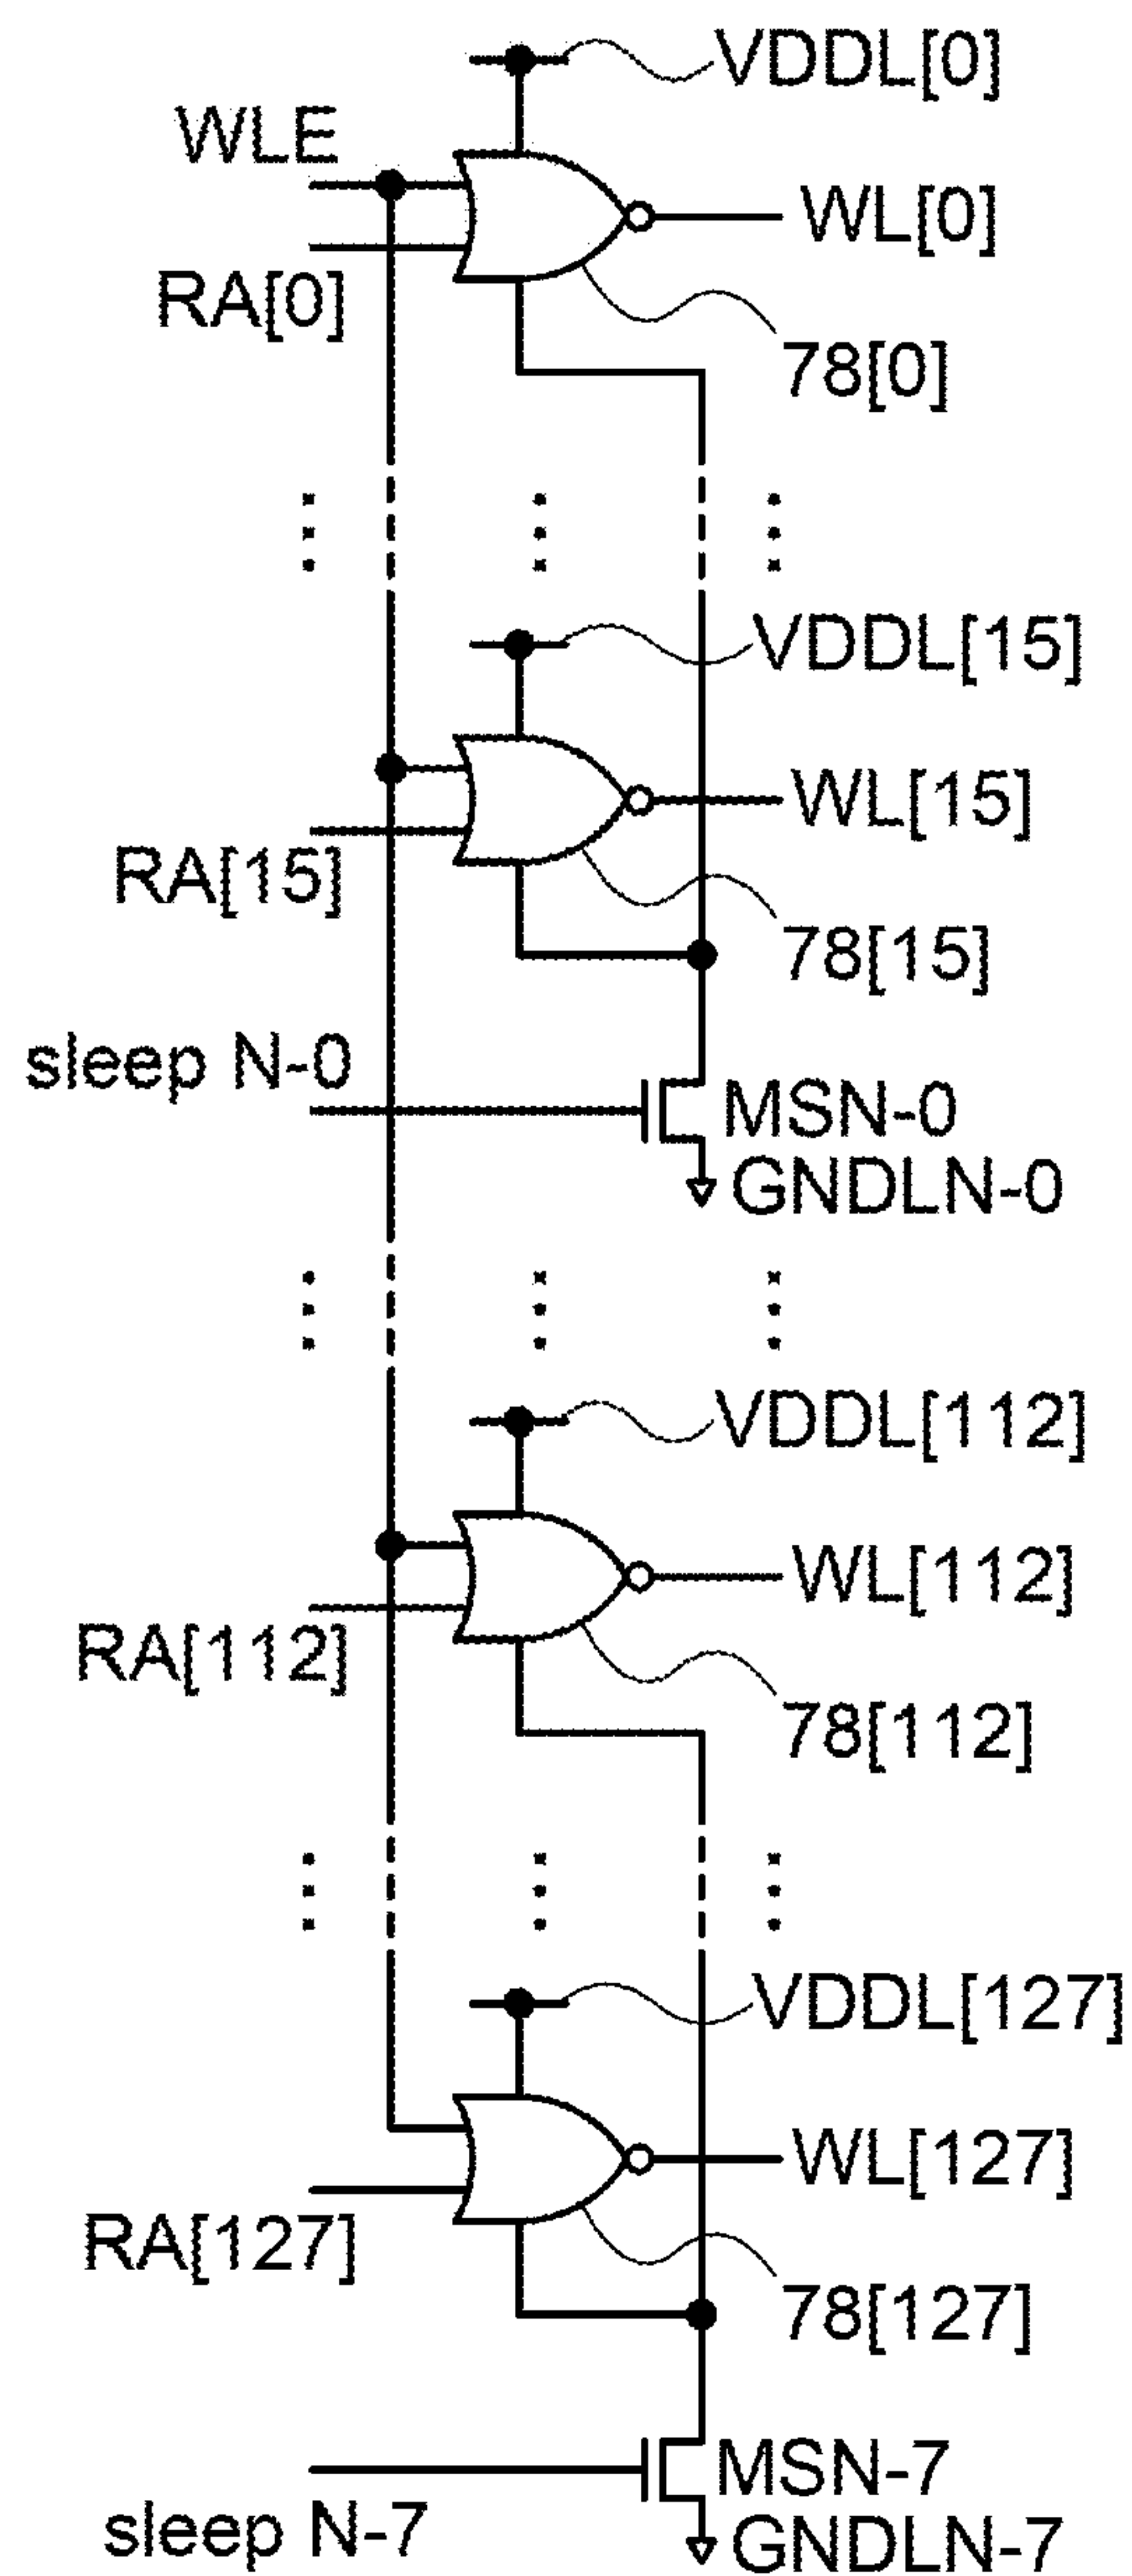 VDDL[0]
WLE
WL[0]
RA[0]
78[0]
VDDL[15]
WL[15]
RA[15]
78[15]
sleep N-0
MSN-0
GNDLN-0
VDDL[112]
WL[112]
RA[112]
78[112]
VDDL[127]
WL[127]
RA[127]
78[127]
MSN-7
sleep N-7
GNDLN-7